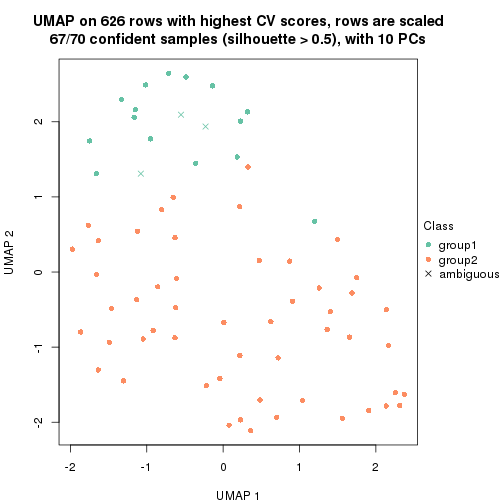 UMAP on 626 rows with highest CV scores, rows are scaled
67/70 confident samples (silhouette > 0.5), with 10 PCs
2
1
0
-1
-2
UMAP 2
-2
-1
0
1
2
UMAP 1
Class
group1
group2
ambiguous